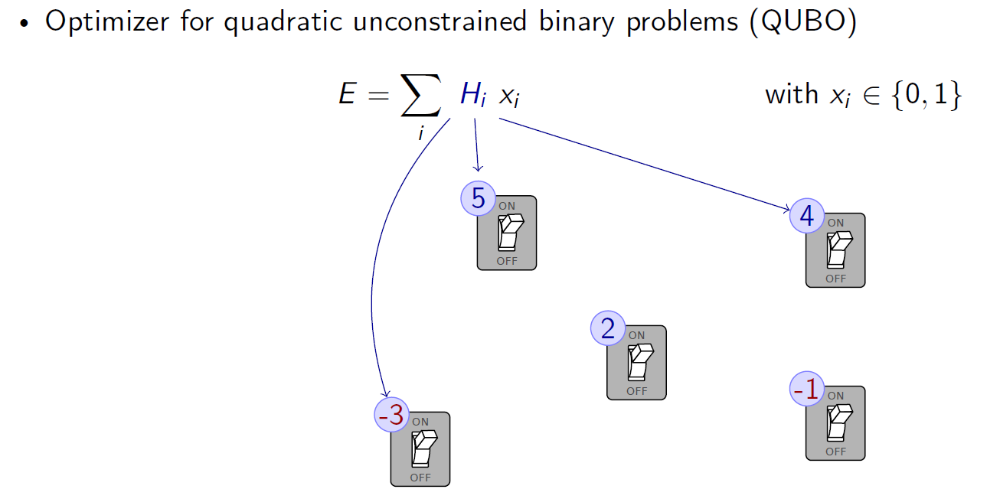 • Optimizer for quadratic unconstrained binary problems (QUBO)
E = ∑ᵢ Hᵢ xᵢ with xᵢ ∈ {0, 1}
5
ON
OFF
4
ON
OFF
2
ON
OFF
-1
ON
OFF
-3
ON
OFF